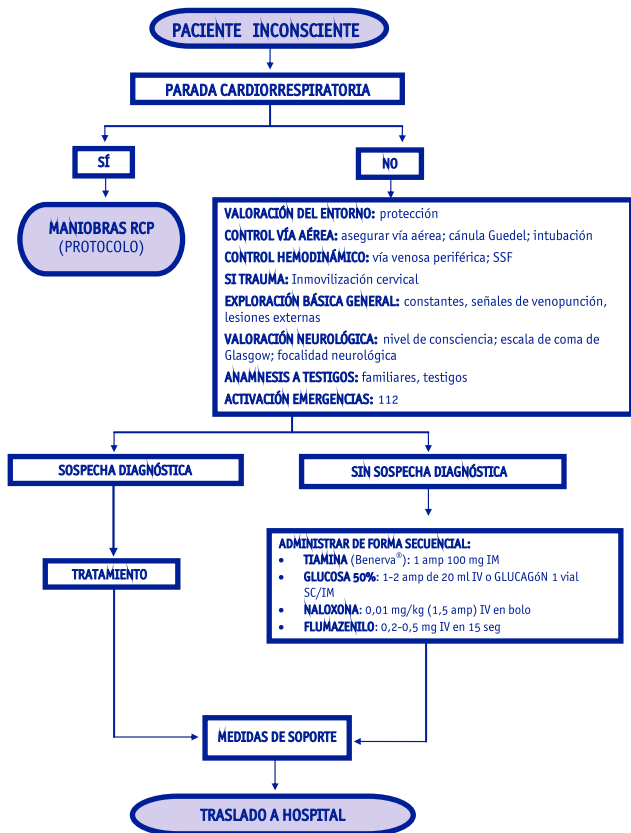 PACIENTE INCONSCIENTE
PARADA CARDIORRESPIRATORIA
SÍ
NO
MANIOBRAS RCP
(PROTOCOLO)
VALORACIÓN DEL ENTORNO: protección
CONTROL VÍA AÉREA: asegurar vía aérea; cánula Guedel; intubación
CONTROL HEMODINÁMICO: vía venosa periférica; SSF
SI TRAUMA: Inmovilización cervical
EXPLORACIÓN BÁSICA GENERAL: constantes, señales de venopunción,
lesiones externas
VALORACIÓN NEUROLÓGICA: nivel de consciencia; escala de coma de
Glasgow; focalidad neurológica
ANAMNESIS A TESTIGOS: familiares, testigos
ACTIVACIÓN EMERGENCIAS: 112
SOSPECHA DIAGNÓSTICA
SIN SOSPECHA DIAGNÓSTICA
TRATAMIENTO
ADMINISTRAR DE FORMA SECUENCIAL:
• TIAMINA (Benerva®): 1 amp 100 mg IM
• GLUCOSA 50%: 1-2 amp de 20 ml IV o GLUCAGóN 1 vial
SC/IM
• NALOXONA: 0,01 mg/kg (1,5 amp) IV en bolo
• FLUMAZENILO: 0,2-0,5 mg IV en 15 seg
MEDIDAS DE SOPORTE
TRASLADO A HOSPITAL